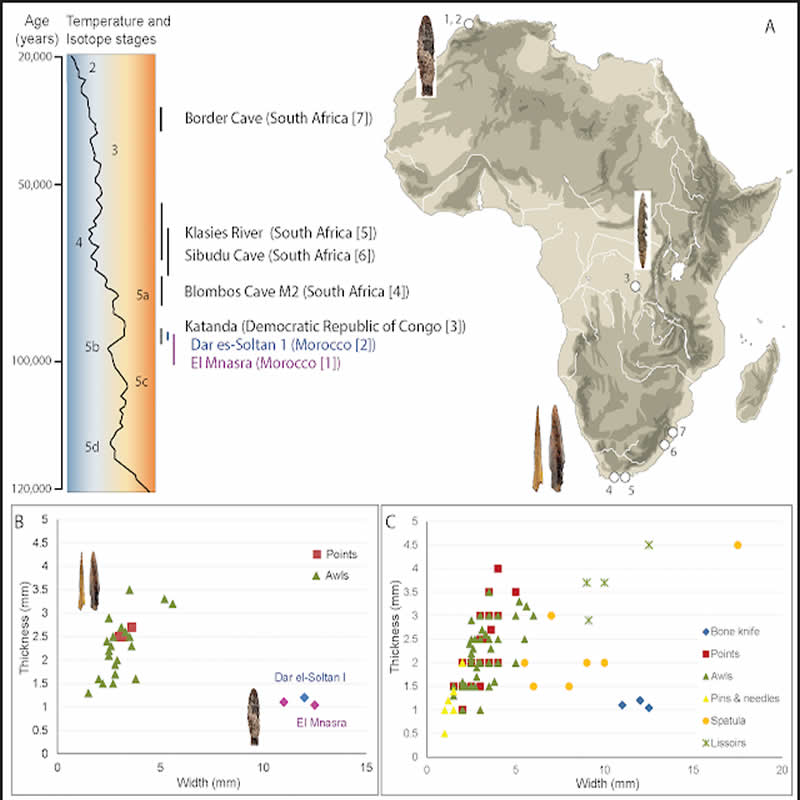 Age
(years)
Temperature and
Isotope stages
A
20,000
50,000
100,000
120,000
2
3
4
5a
5b
5c
5d
Border Cave (South Africa [7])
Klasies River (South Africa [5])
Sibudu Cave (South Africa [6])
Blombos Cave M2 (South Africa [4])
Katanda (Democratic Republic of Congo [3])
Dar es-Soltan 1 (Morocco [2])
El Mnasra (Morocco [1])
1, 2
3
7
6
4 5
B
5
4.5
4
3.5
3
2.5
2
1.5
1
0.5
0
Thickness (mm)
Points
Awls
Dar el-Soltan I
El Mnasra
0 5 10 15
Width (mm)
C
5
4.5
4
3.5
3
2.5
2
1.5
1
0.5
0
Thickness (mm)
Bone knife
Points
Awls
Pins & needles
Spatula
Lissoirs
0 5 10 15 20
Width (mm)